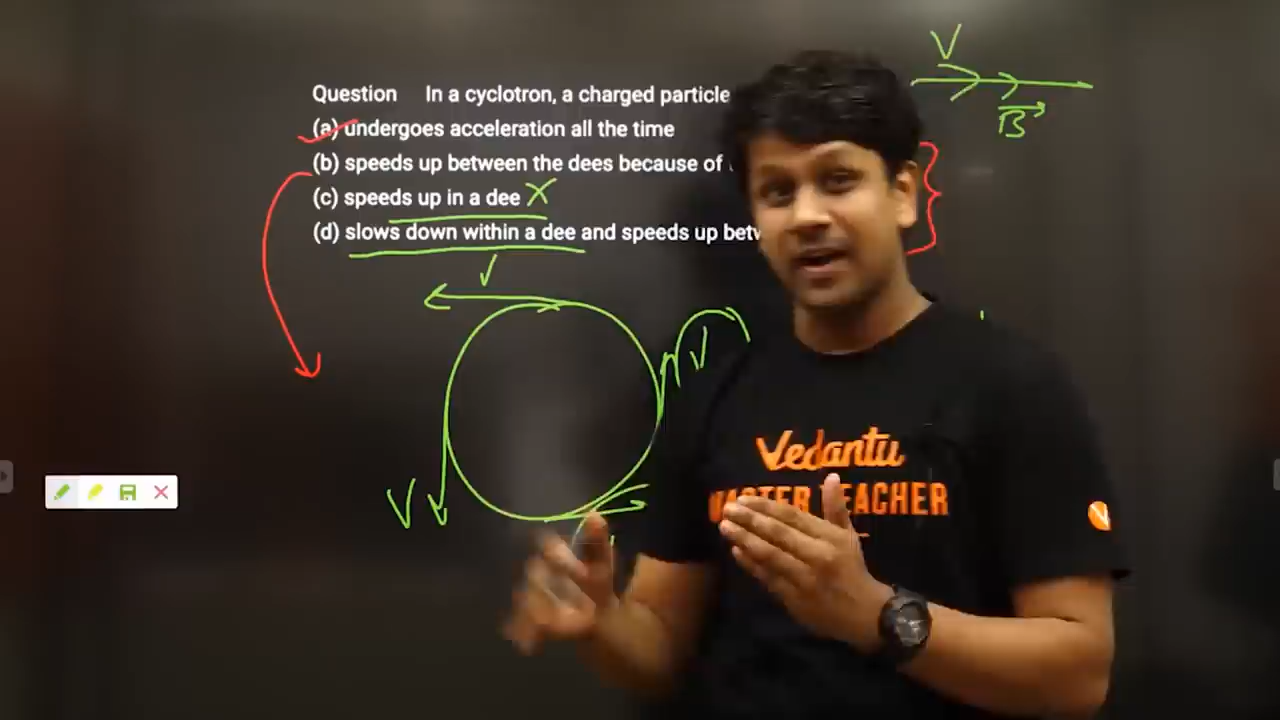 Question In a cyclotron, a charged particle
(a) undergoes acceleration all the time
(b) speeds up between the dees because of
(c) speeds up in a dee X
(d) slows down within a dee and speeds up
V
B
V
V
V
Vedantu
MASTER TEACHER